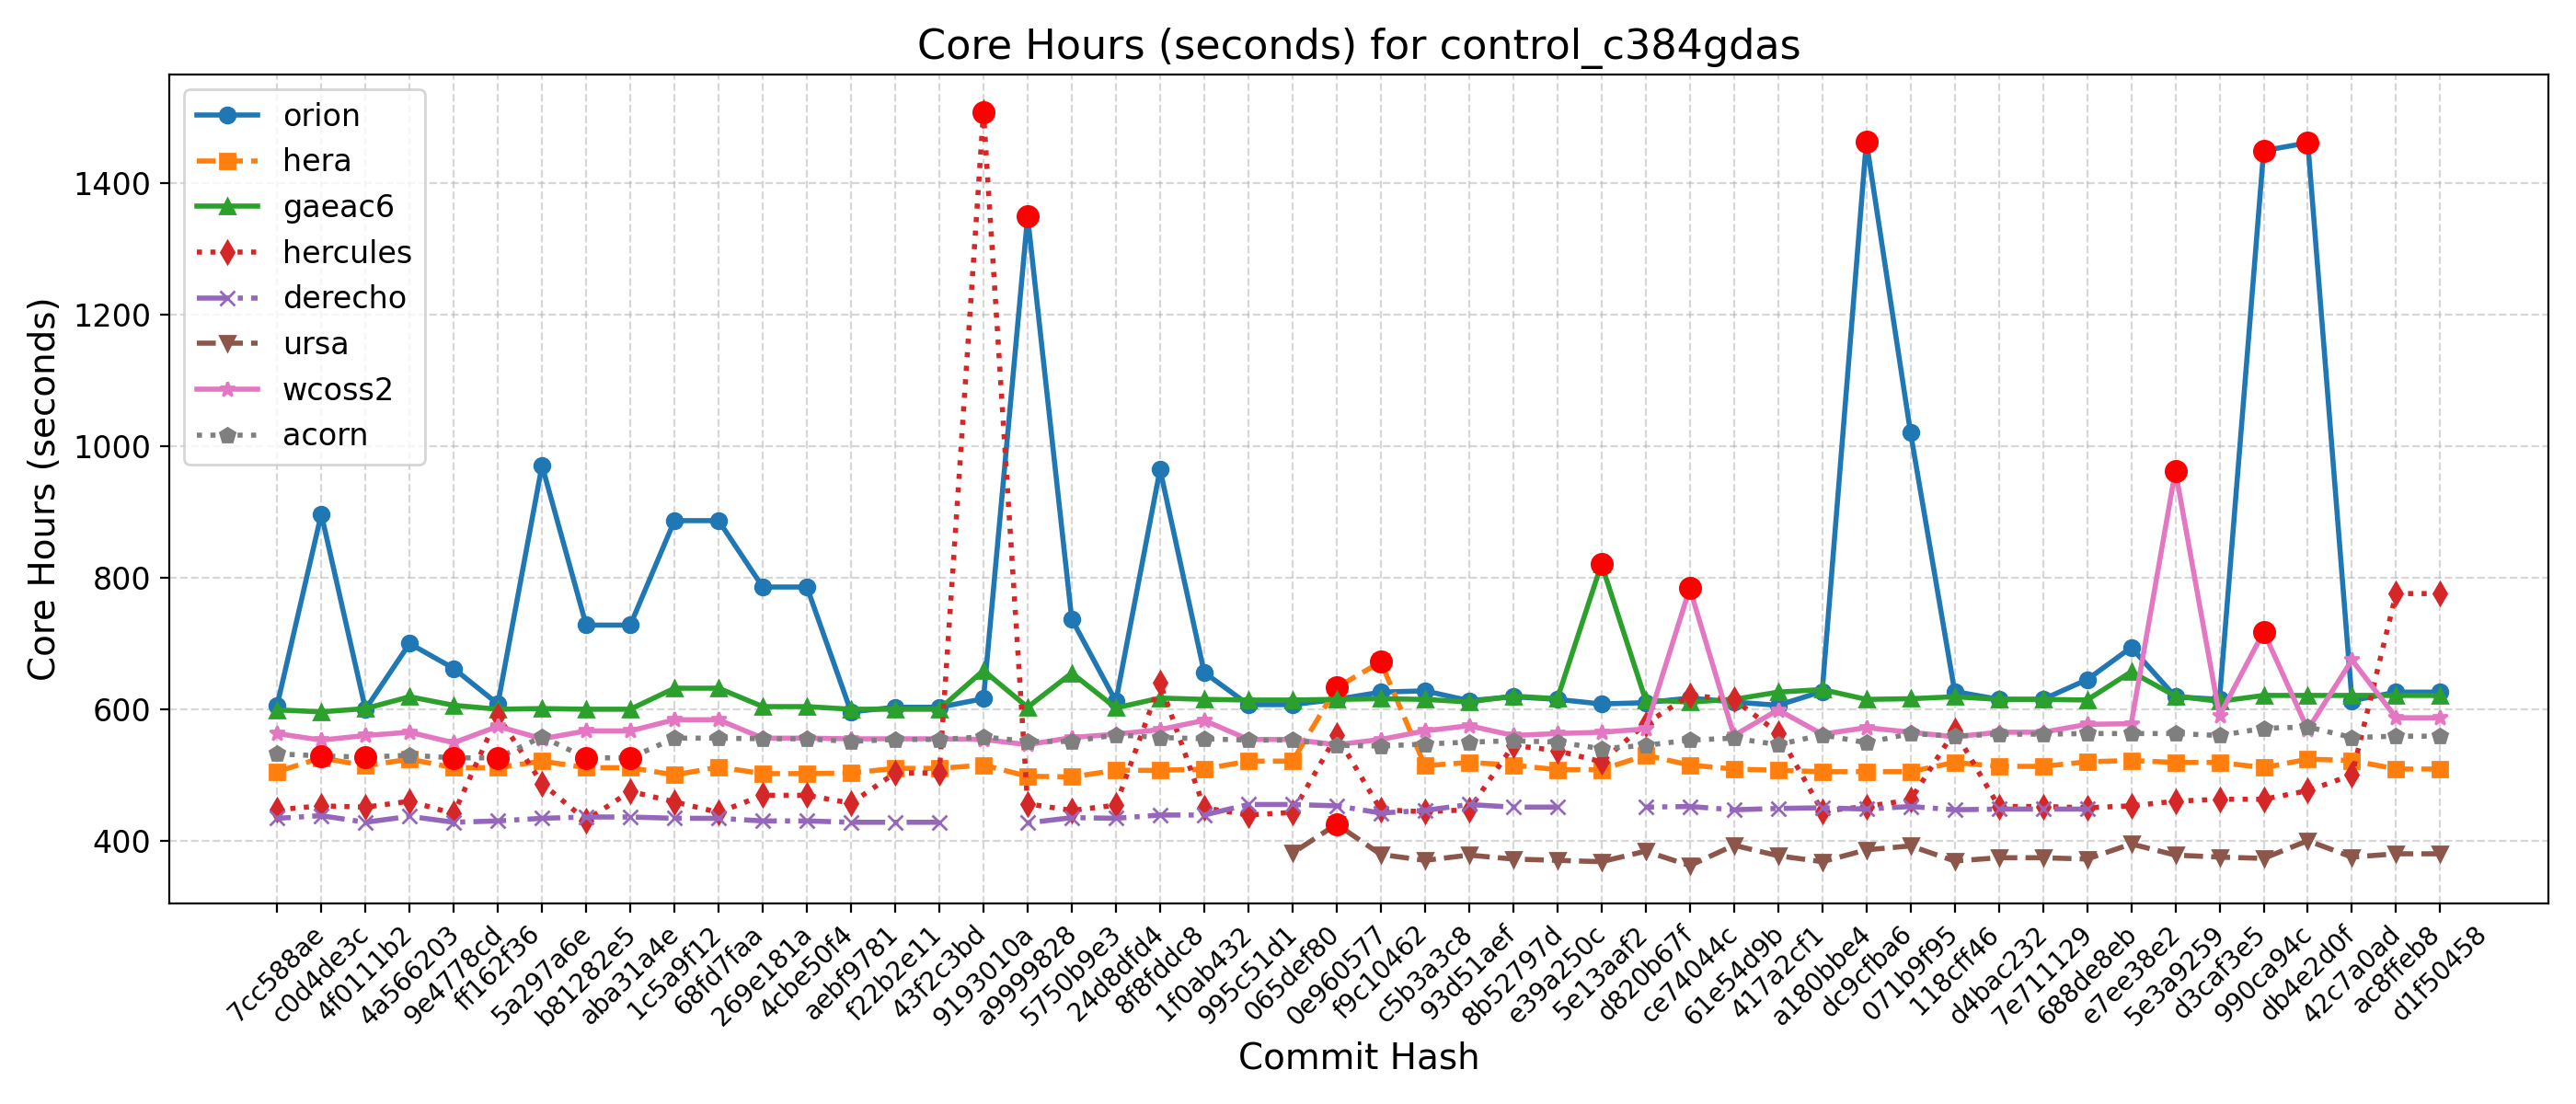 Core Hours (seconds) for control_c384gdas
Core Hours (seconds)
1400
1200
1000
800
600
400
orion
hera
gaeac6
hercules
derecho
ursa
wcoss2
acorn
7cc588ae
c0d4de3c
4f0111b2
4a566203
9e4778cd
ff162f36
5a297a6e
b81282e5
aba31a4e
1c5a9f12
68fd7faa
269e181a
4cbe50f4
aebf9781
f22b2e11
43f2c3bd
9193010a
a9999828
5750b9e3
24d8dfd4
8f8fddc8
1f0ab432
995c51d1
065def80
0e960577
f9c10462
c5b3a3c8
93d51aef
8b52797d
e39a250c
5e13aaf2
d820b67f
ce74044c
61e54d9b
417a2cf1
a180bbe4
dc9cfba6
071b9f95
118cff46
d4bac232
7e711129
688de8eb
e7ee38e2
5e3a9259
d3caf3e5
990ca94c
db4e2d0f
42c7a0ad
ac8ffeb8
d1f50458
Commit Hash